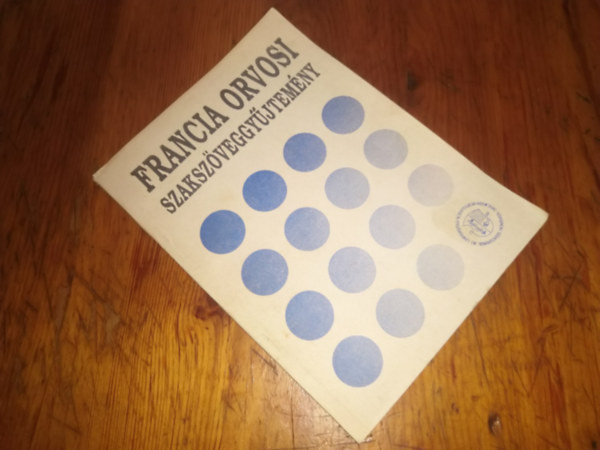 FRANCIA ORVOSI
SZAKSZÖVEGGYŰJTEMÉNY